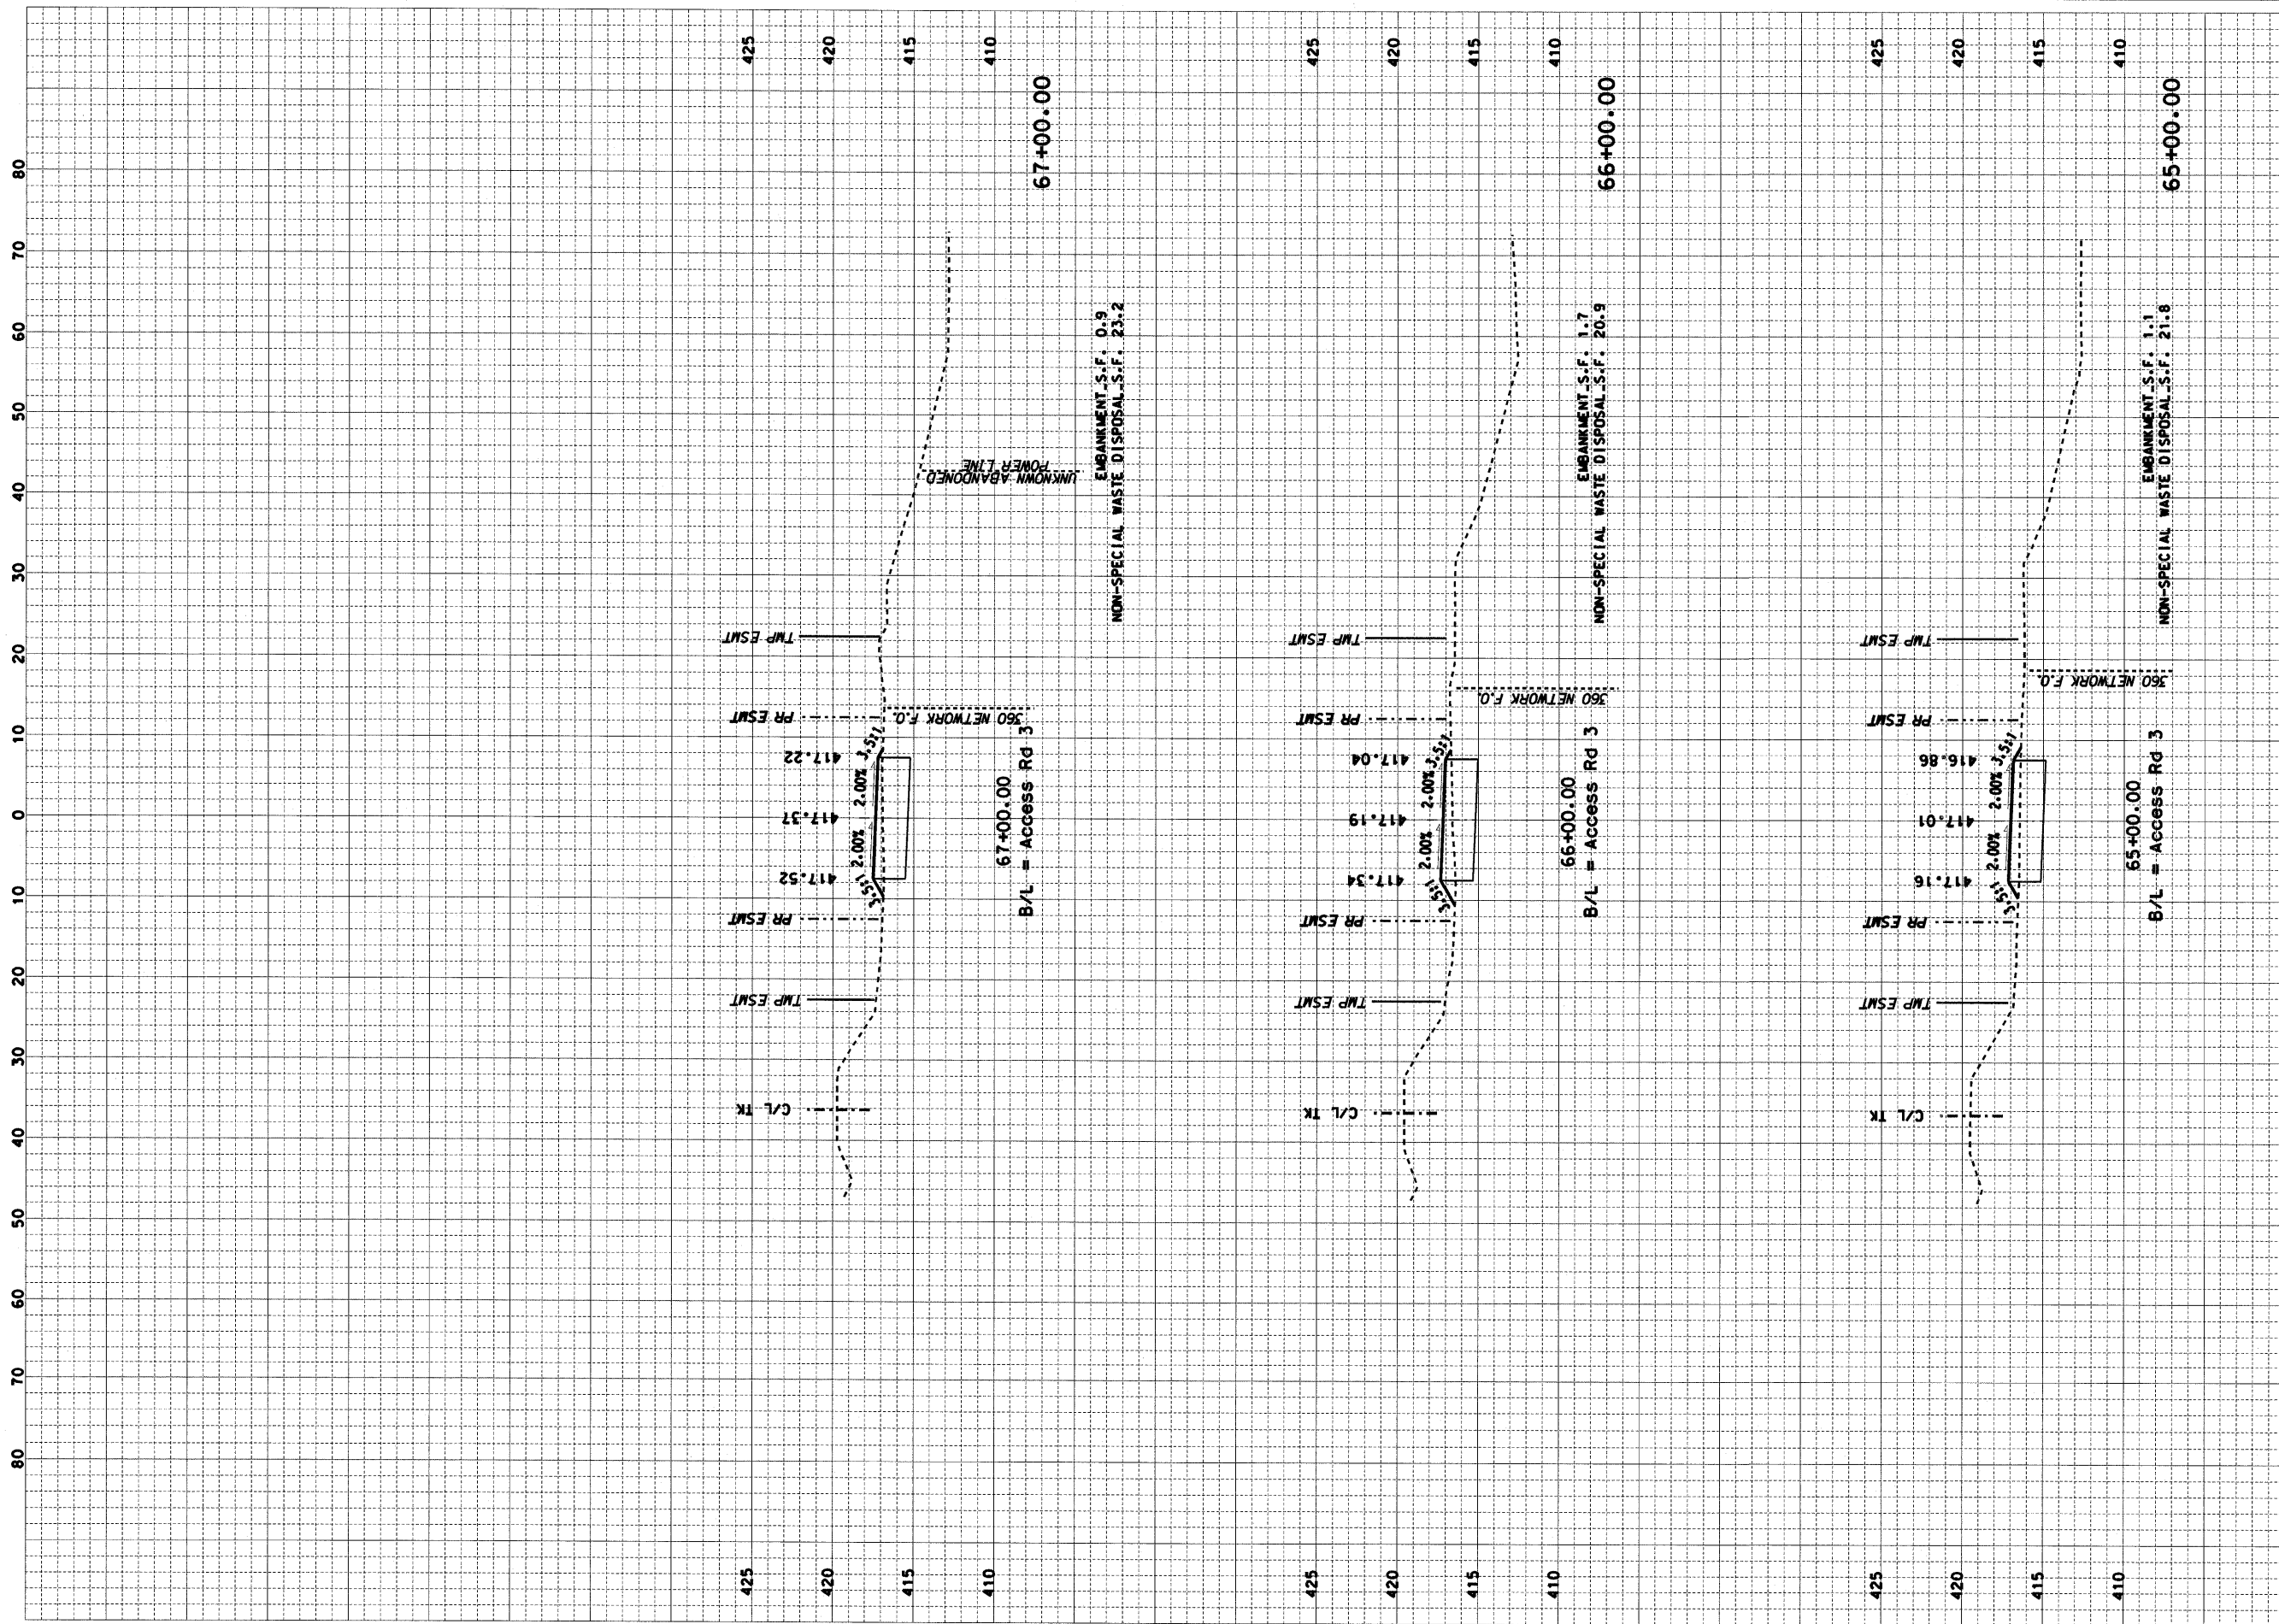 80 70 60 50 40 30 20 10 0 10 20 30 40 50 60 70 80
425
425
420
420
415
415
410
410
67+00.00
C/L TK
TMP ESMT
PR ESMT
417.52
417.37
417.22
3.5:1
2.00%
2.00%
3.5:1
PR ESMT
TMP ESMT
360 NETWORK F.O.
UNKNOWN ABANDONED
POWER LINE
67+00.00
B/L = Access Rd 3
EMBANKMENT_S.F. 0.9
NON-SPECIAL WASTE DISPOSAL_S.F. 23.2
425
425
420
420
415
415
410
410
66+00.00
C/L TK
TMP ESMT
PR ESMT
417.34
417.19
417.04
3.5:1
2.00%
2.00%
3.5:1
PR ESMT
TMP ESMT
360 NETWORK F.O.
66+00.00
B/L = Access Rd 3
EMBANKMENT_S.F. 1.7
NON-SPECIAL WASTE DISPOSAL_S.F. 20.9
425
425
420
420
415
415
410
410
65+00.00
C/L TK
TMP ESMT
PR ESMT
417.16
417.01
416.86
3.5:1
2.00%
2.00%
3.5:1
PR ESMT
TMP ESMT
360 NETWORK F.O.
65+00.00
B/L = Access Rd 3
EMBANKMENT_S.F. 1.1
NON-SPECIAL WASTE DISPOSAL_S.F. 21.8